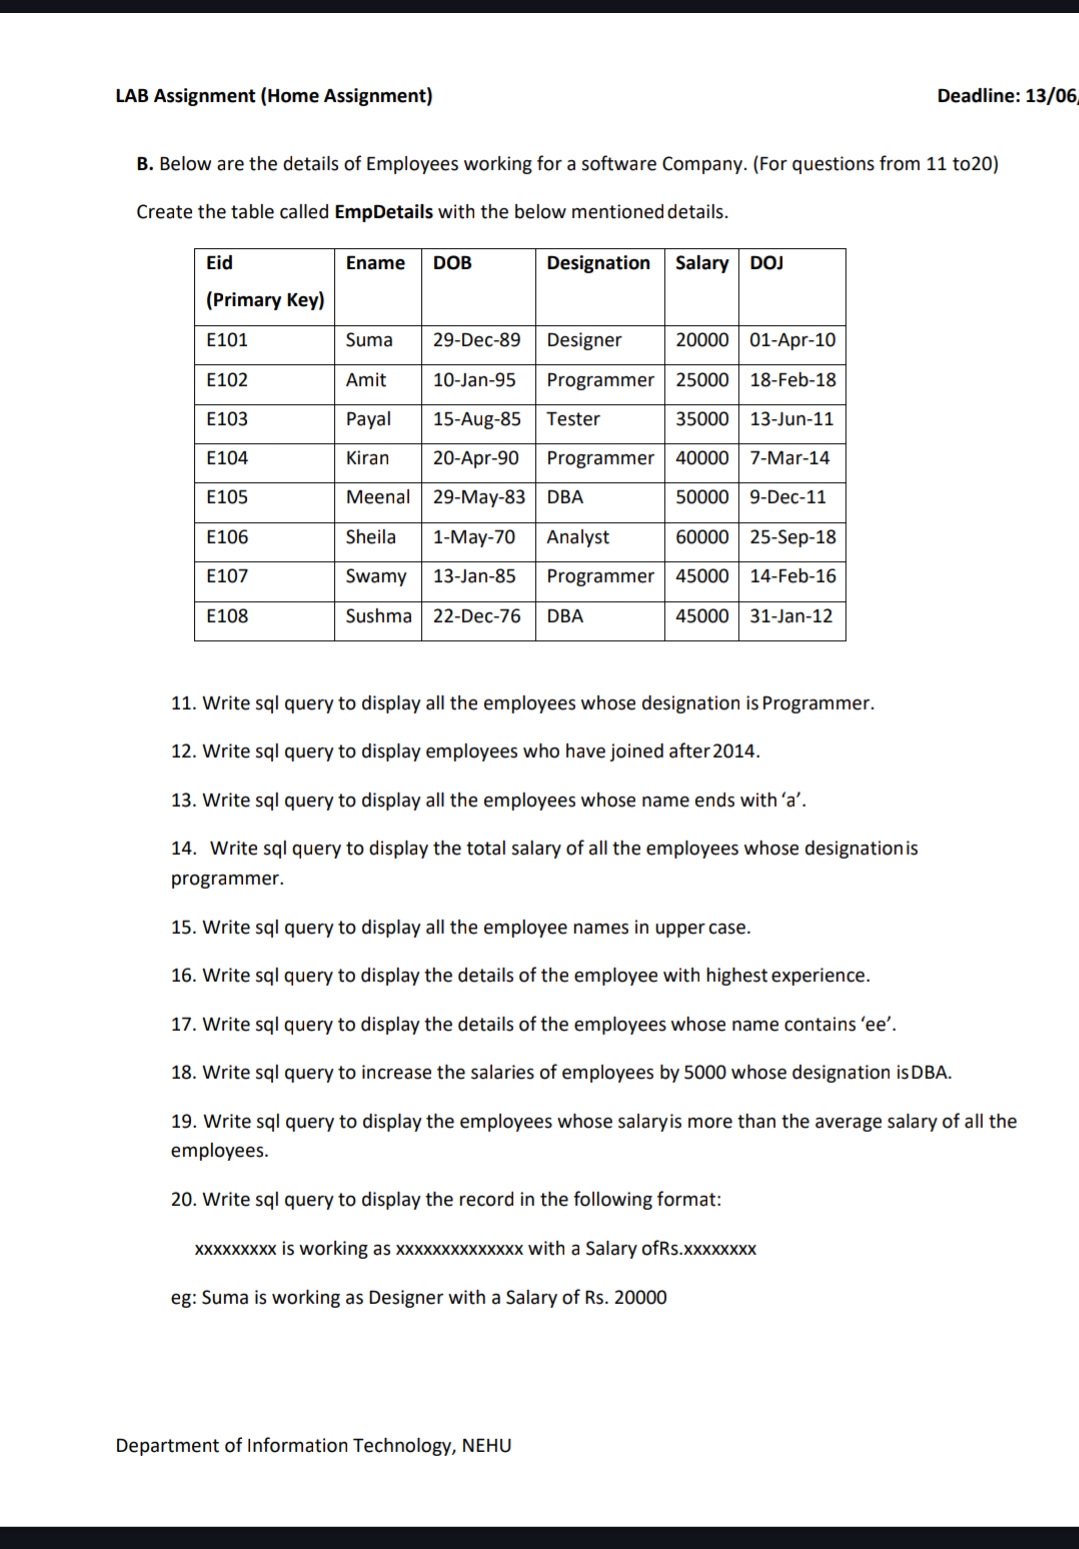 LAB Assignment (Home Assignment) Deadline: 13/06,
B. Below are the details of Employees working for a software Company. (For questions from 11 to20)
Create the table called EmpDetails with the below mentioned details.
Eid Ename DOB Designation Salary DOJ
(Primary Key)
E101 Suma 29-Dec-89 Designer 20000 01-Apr-10
E102 Amit 10-Jan-95 Programmer 25000 18-Feb-18
E103 Payal 15-Aug-85 Tester 35000 13-Jun-11
E104 Kiran 20-Apr-90 Programmer 40000 7-Mar-14
E105 Meenal 29-May-83 DBA 50000 9-Dec-11
E106 Sheila 1-May-70 Analyst 60000 25-Sep-18
E107 Swamy 13-Jan-85 Programmer 45000 14-Feb-16
E108 Sushma 22-Dec-76 DBA 45000 31-Jan-12
11. Write sql query to display all the employees whose designation is Programmer.
12. Write sql query to display employees who have joined after 2014.
13. Write sql query to display all the employees whose name ends with ‘a’.
14. Write sql query to display the total salary of all the employees whose designation is
programmer.
15. Write sql query to display all the employee names in upper case.
16. Write sql query to display the details of the employee with highest experience.
17. Write sql query to display the details of the employees whose name contains ‘ee’.
18. Write sql query to increase the salaries of employees by 5000 whose designation is DBA.
19. Write sql query to display the employees whose salary is more than the average salary of all the
employees.
20. Write sql query to display the record in the following format:
xxxxxxxxx is working as xxxxxxxxxxxxxx with a Salary ofRs.xxxxxxxx
eg: Suma is working as Designer with a Salary of Rs. 20000
Department of Information Technology, NEHU